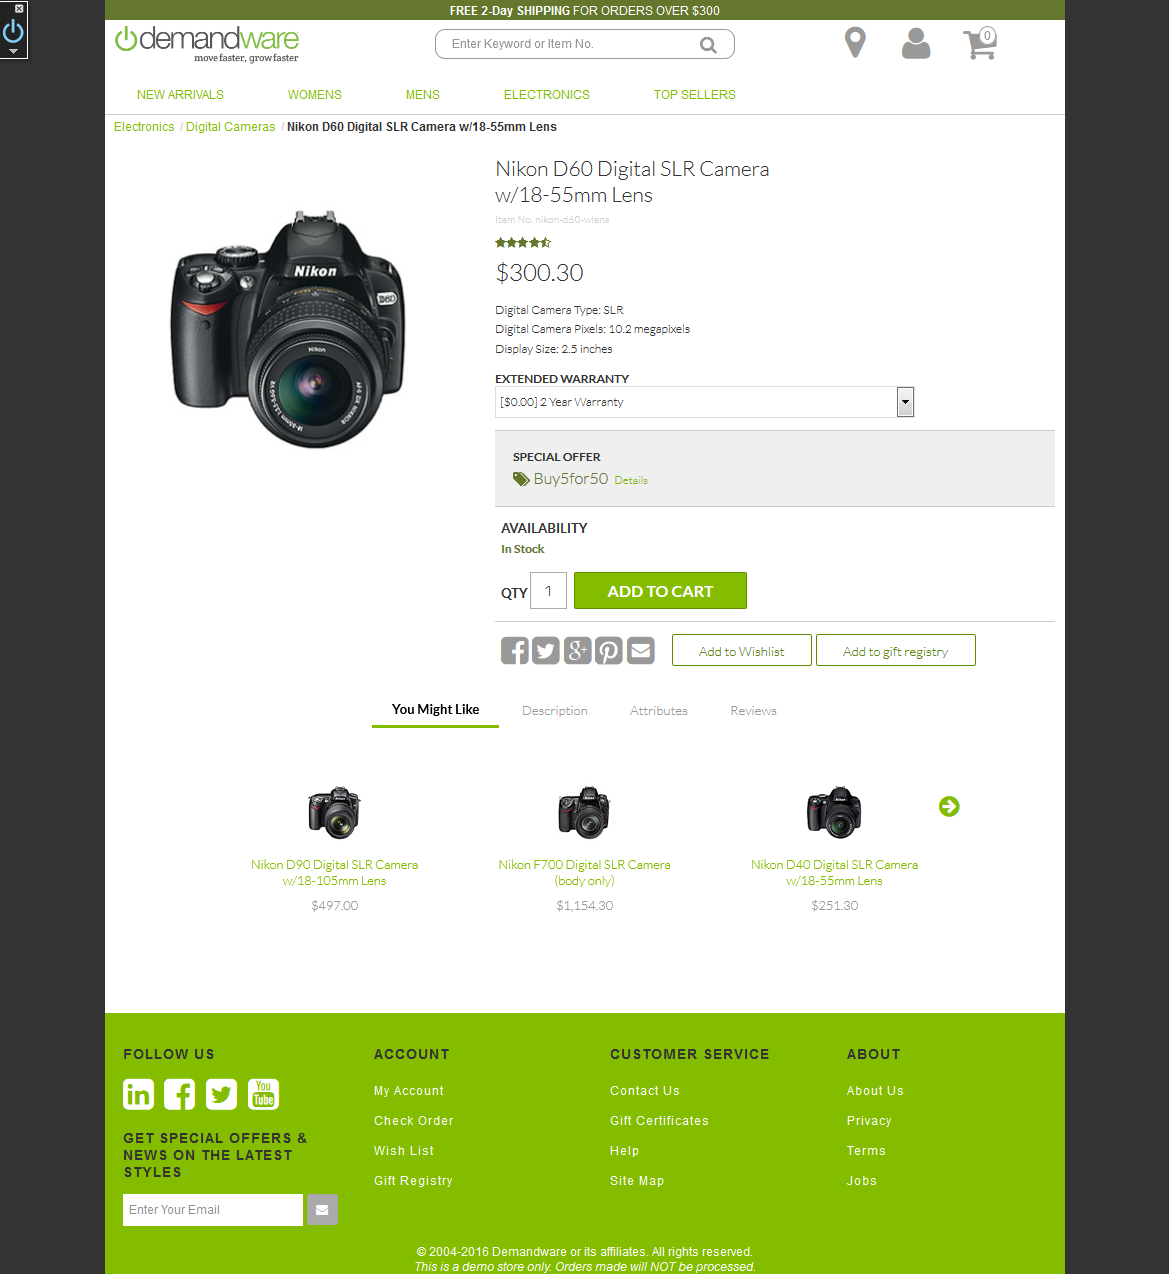 FREE 2-Day SHIPPING FOR ORDERS OVER $300
demandware
move faster, grow faster
Enter Keyword or Item No.
0
NEW ARRIVALS
WOMENS
MENS
ELECTRONICS
TOP SELLERS
Electronics / Digital Cameras / Nikon D60 Digital SLR Camera w/18-55mm Lens
Nikon D60 Digital SLR Camera
w/18-55mm Lens
Item No. nikon-d60-wlens
$300.30
Nikon
D60
Nikon
Digital Camera Type: SLR
Digital Camera Pixels: 10.2 megapixels
Display Size: 2.5 inches
EXTENDED WARRANTY
[$0.00] 2 Year Warranty
SPECIAL OFFER
Buy5for50 Details
AVAILABILITY
In Stock
QTY 1 ADD TO CART
Add to Wishlist
Add to gift registry
You Might Like
Description
Attributes
Reviews
Nikon D90 Digital SLR Camera
w/18-105mm Lens
$497.00
Nikon F700 Digital SLR Camera
(body only)
$1,154.30
Nikon D40 Digital SLR Camera
w/18-55mm Lens
$251.30
FOLLOW US
You
Tube
GET SPECIAL OFFERS &
NEWS ON THE LATEST
STYLES
Enter Your Email
ACCOUNT
My Account
Check Order
Wish List
Gift Registry
CUSTOMER SERVICE
Contact Us
Gift Certificates
Help
Site Map
ABOUT
About Us
Privacy
Terms
Jobs
© 2004-2016 Demandware or its affiliates. All rights reserved.
This is a demo store only. Orders made will NOT be processed.